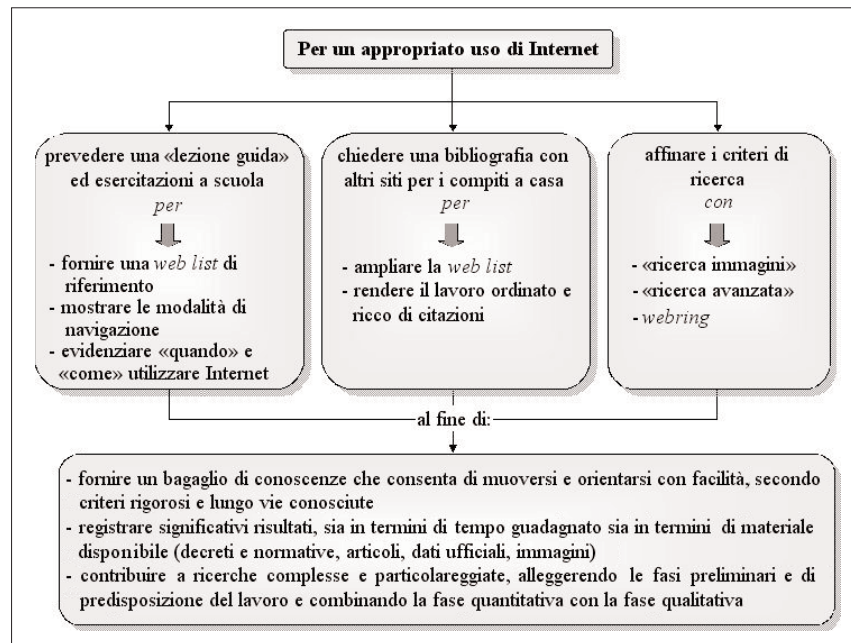 Per un appropriato uso di Internet
prevedere una «lezione guida»
ed esercitazioni a scuola
per
- fornire una web list di
riferimento
- mostrare le modalità di
navigazione
- evidenziare «quando» e
«come» utilizzare Internet
chiedere una bibliografia con
altri siti per i compiti a casa
per
- ampliare la web list
- rendere il lavoro ordinato e
ricco di citazioni
affinare i criteri di
ricerca
con
- «ricerca immagini»
- «ricerca avanzata»
- webring
al fine di:
- fornire un bagaglio di conoscenze che consenta di muoversi e orientarsi con facilità, secondo
criteri rigorosi e lungo vie conosciute
- registrare significativi risultati, sia in termini di tempo guadagnato sia in termini di materiale
disponibile (decreti e normative, articoli, dati ufficiali, immagini)
- contribuire a ricerche complesse e particolareggiate, alleggerendo le fasi preliminari e di
predisposizione del lavoro e combinando la fase quantitativa con la fase qualitativa